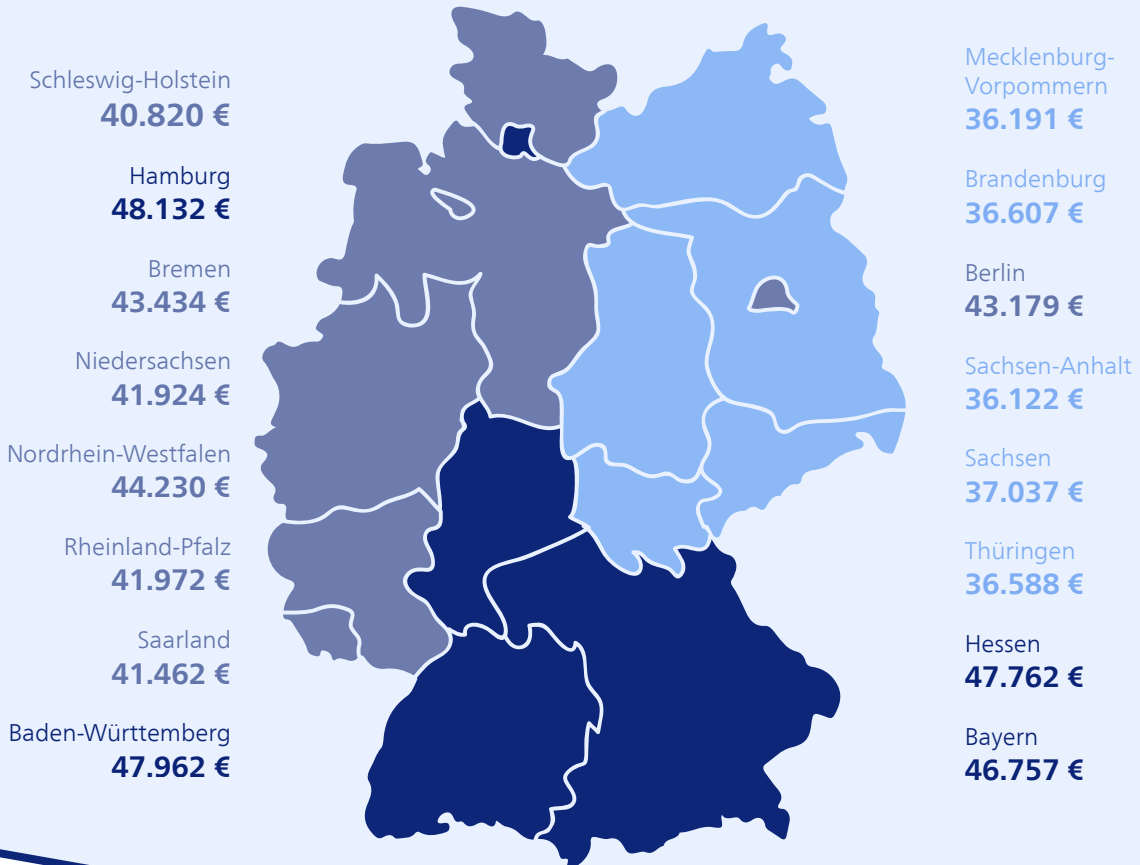 Schleswig-Holstein
40.820 €
Hamburg
48.132 €
Bremen
43.434 €
Niedersachsen
41.924 €
Nordrhein-Westfalen
44.230 €
Rheinland-Pfalz
41.972 €
Saarland
41.462 €
Baden-Württemberg
47.962 €
Mecklenburg-
Vorpommern
36.191 €
Brandenburg
36.607 €
Berlin
43.179 €
Sachsen-Anhalt
36.122 €
Sachsen
37.037 €
Thüringen
36.588 €
Hessen
47.762 €
Bayern
46.757 €